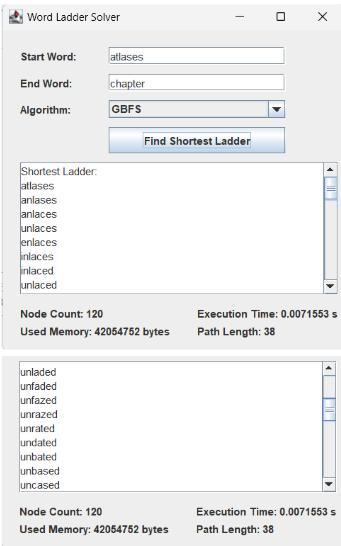 Word Ladder Solver
Start Word: atlases
End Word: chapter
Algorithm: GBFS
Find Shortest Ladder
Shortest Ladder:
atlases
anlases
anlaces
unlaces
enlaces
inlaces
inlaced
unlaced
Node Count: 120 Execution Time: 0.0071553 s
Used Memory: 42054752 bytes Path Length: 38
unladed
unfaded
unfazed
unrazed
unrated
undated
unbated
unbased
uncased
Node Count: 120 Execution Time: 0.0071553 s
Used Memory: 42054752 bytes Path Length: 38